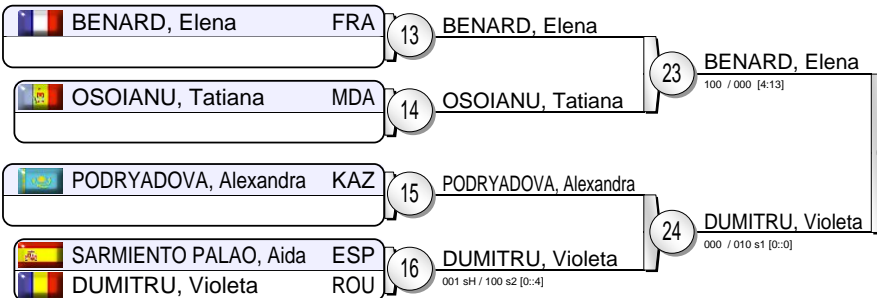 BENARD, Elena FRA
13
BENARD, Elena
OSOIANU, Tatiana MDA
14
OSOIANU, Tatiana
23
BENARD, Elena
100 / 000 [4:13]
PODRYADOVA, Alexandra KAZ
15
PODRYADOVA, Alexandra
SARMIENTO PALAO, Aida ESP
DUMITRU, Violeta ROU
16
DUMITRU, Violeta
001 sH / 100 s2 [0::4]
24
DUMITRU, Violeta
000 / 010 s1 [0::0]